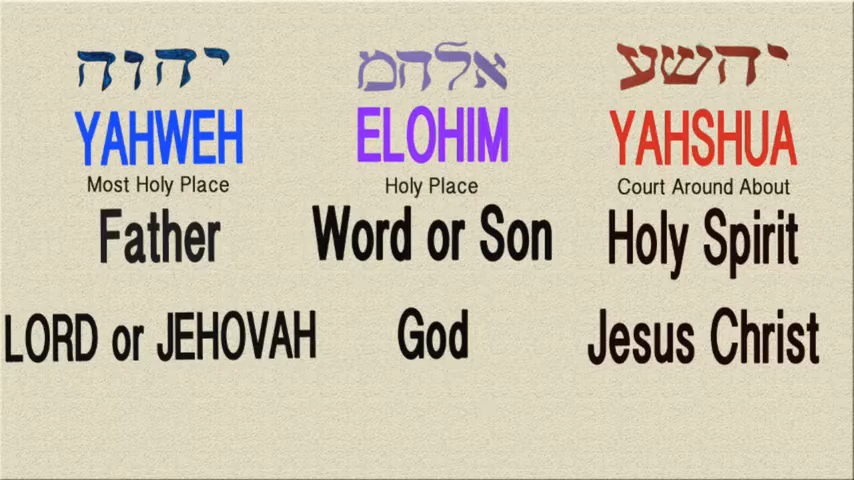 יהוה אלהמ יהשע
YAHWEH ELOHIM YAHSHUA
Most Holy Place Holy Place Court Around About
Father Word or Son Holy Spirit
LORD or JEHOVAH God Jesus Christ